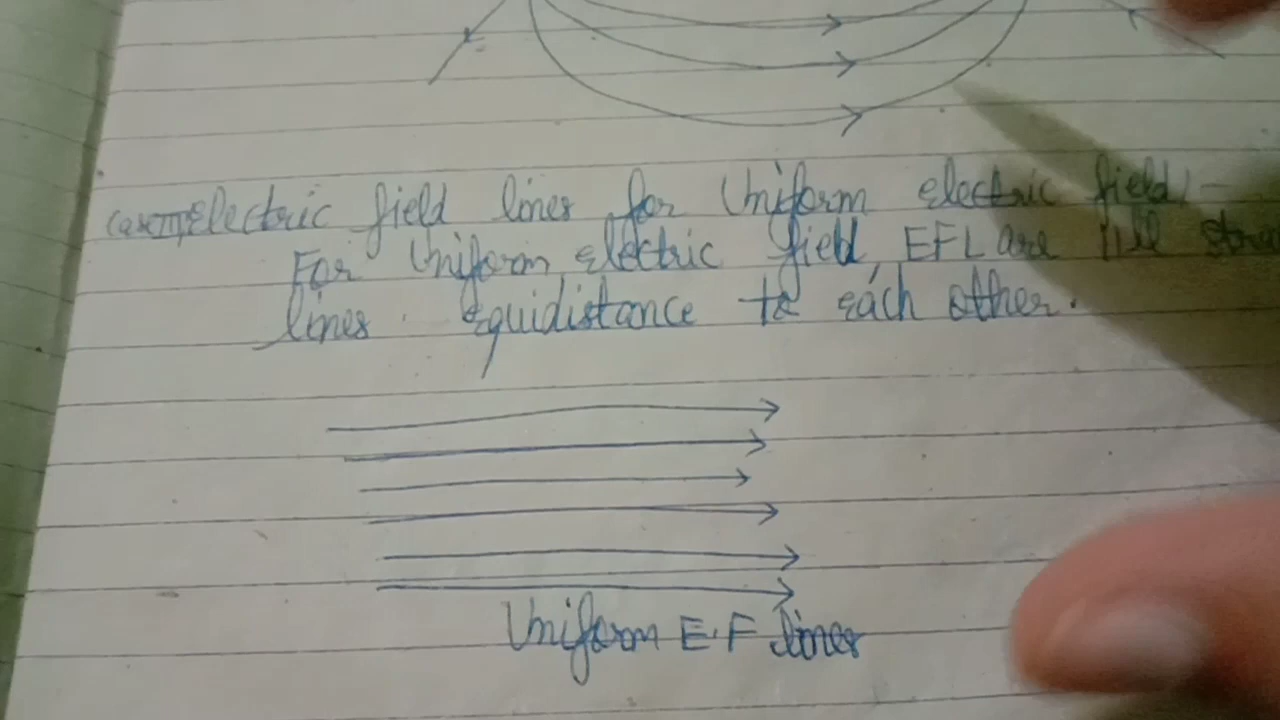 Electric field lines for Uniform electric field :-
For Uniform electric field, EFL are
lines . equidistance to each other .
Uniform E.F lines